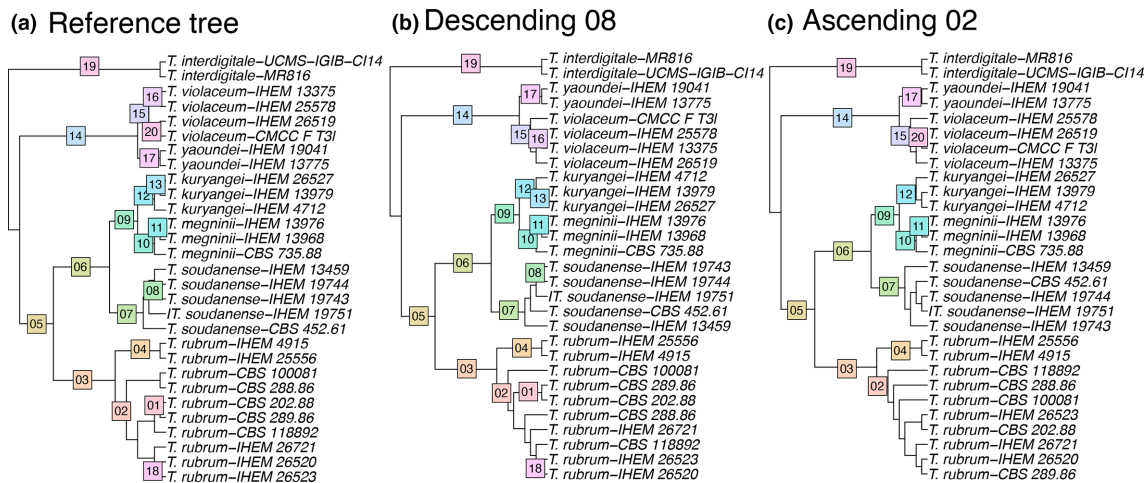 (a) Reference tree
19
T. interdigitale−UCMS−IGIB−CI14
T. interdigitale−MR816
16
T. violaceum−IHEM 13375
T. violaceum−IHEM 25578
15
T. violaceum−IHEM 26519
20
T. violaceum−CMCC F T3l
14
T. yaoundei−IHEM 19041
17
T. yaoundei−IHEM 13775
13
T. kuryangei−IHEM 26527
12
T. kuryangei−IHEM 13979
T. kuryangei−IHEM 4712
09
T. megninii−IHEM 13976
11
T. megninii−IHEM 13968
10
T. megninii−CBS 735.88
06
T. soudanense−IHEM 13459
08
T. soudanense−IHEM 19744
T. soudanense−IHEM 19743
07
IT. soudanense−IHEM 19751
T. soudanense−CBS 452.61
05
T. rubrum−IHEM 4915
04
T. rubrum−IHEM 25556
03
T. rubrum−CBS 100081
T. rubrum−CBS 288.86
01
T. rubrum−CBS 202.88
02
T. rubrum−CBS 289.86
T. rubrum−CBS 118892
T. rubrum−IHEM 26721
T. rubrum−IHEM 26520
18
T. rubrum−IHEM 26523
(b) Descending 08
19
T. interdigitale−MR816
T. interdigitale−UCMS−IGIB−CI14
17
T. yaoundei−IHEM 19041
T. yaoundei−IHEM 13775
14
T. violaceum−CMCC F T3l
15
T. violaceum−IHEM 25578
16
T. violaceum−IHEM 13375
T. violaceum−IHEM 26519
12
T. kuryangei−IHEM 4712
13
T. kuryangei−IHEM 13979
T. kuryangei−IHEM 26527
09
T. megninii−IHEM 13976
11
T. megninii−IHEM 13968
10
T. megninii−CBS 735.88
06
T. soudanense−IHEM 19743
08
T. soudanense−IHEM 19744
IT. soudanense−IHEM 19751
07
T. soudanense−CBS 452.61
T. soudanense−IHEM 13459
05
T. rubrum−IHEM 25556
04
T. rubrum−IHEM 4915
03
T. rubrum−CBS 100081
T. rubrum−CBS 289.86
01
T. rubrum−CBS 202.88
02
T. rubrum−CBS 288.86
T. rubrum−IHEM 26721
T. rubrum−CBS 118892
T. rubrum−IHEM 26523
18
T. rubrum−IHEM 26520
(c) Ascending 02
19
T. interdigitale−MR816
T. interdigitale−UCMS−IGIB−CI14
17
T. yaoundei−IHEM 19041
T. yaoundei−IHEM 13775
14
T. violaceum−IHEM 25578
15
T. violaceum−IHEM 26519
20
T. violaceum−CMCC F T3l
T. violaceum−IHEM 13375
T. kuryangei−IHEM 26527
12
T. kuryangei−IHEM 13979
T. kuryangei−IHEM 4712
09
T. megninii−IHEM 13976
11
T. megninii−IHEM 13968
10
T. megninii−CBS 735.88
06
T. soudanense−IHEM 13459
T. soudanense−CBS 452.61
07
T. soudanense−IHEM 19744
IT. soudanense−IHEM 19751
T. soudanense−IHEM 19743
05
T. rubrum−IHEM 25556
04
T. rubrum−IHEM 4915
03
T. rubrum−CBS 118892
02
T. rubrum−CBS 288.86
T. rubrum−CBS 100081
T. rubrum−IHEM 26523
T. rubrum−CBS 202.88
T. rubrum−IHEM 26721
T. rubrum−IHEM 26520
T. rubrum−CBS 289.86